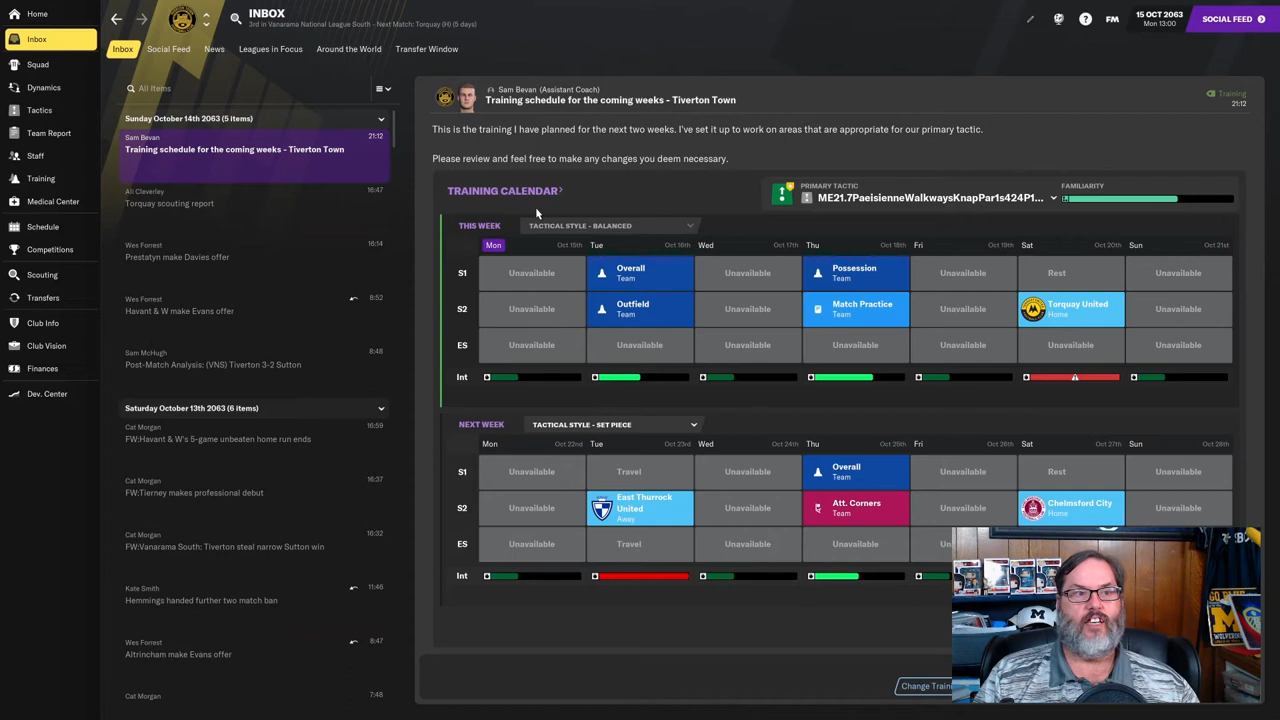 Home
INBOX
3rd in Vanarama National League South - Next Match: Torquay (H) (5 days)
FM
15 OCT 2063
Mon 13:00
SOCIAL FEED
Inbox
Squad
Dynamics
Tactics
Team Report
Staff
Training
Medical Center
Schedule
Competitions
Scouting
Transfers
Club Info
Club Vision
Finances
Dev. Center
Inbox
Social Feed
News
Leagues in Focus
Around the World
Transfer Window
All Items
Sunday October 14th 2063 (5 items)
Sam Bevan 21:12
Training schedule for the coming weeks - Tiverton Town
Ali Cleverley 16:47
Torquay scouting report
Wes Forrest 16:14
Prestatyn make Davies offer
Wes Forrest 8:52
Havant & W make Evans offer
Sam McHugh 8:48
Post-Match Analysis: (VNS) Tiverton 3-2 Sutton
Saturday October 13th 2063 (6 items)
Cat Morgan 16:59
FW:Havant & W's 5-game unbeaten home run ends
Cat Morgan 16:37
FW:Tierney makes professional debut
Cat Morgan 16:32
FW:Vanarama South: Tiverton steal narrow Sutton win
Kate Smith 11:46
Hemmings handed further two match ban
Wes Forrest 8:47
Altrincham make Evans offer
Cat Morgan 7:48
Sam Bevan (Assistant Coach)
Training schedule for the coming weeks - Tiverton Town
Training
21:12
This is the training I have planned for the next two weeks. I've set it up to work on areas that are appropriate for our primary tactic.
Please review and feel free to make any changes you deem necessary.
TRAINING CALENDAR
PRIMARY TACTIC
ME21.7PaeisienneWalkwaysKnapPar1s424P1...
FAMILIARITY
THIS WEEK
TACTICAL STYLE - BALANCED
Mon Oct 15th Tue Oct 16th Wed Oct 17th Thu Oct 18th Fri Oct 19th Sat Oct 20th Sun Oct 21st
S1 Unavailable Overall Team Unavailable Possession Team Unavailable Rest Unavailable
S2 Unavailable Outfield Team Unavailable Match Practice Team Unavailable Torquay United Home Unavailable
ES Unavailable Unavailable Unavailable Unavailable Unavailable Unavailable Unavailable
Int
NEXT WEEK
TACTICAL STYLE - SET PIECE
Mon Oct 22nd Tue Oct 23rd Wed Oct 24th Thu Oct 25th Fri Oct 26th Sat Oct 27th Sun Oct 28th
S1 Unavailable Travel Unavailable Overall Team Unavailable Rest Unavailable
S2 Unavailable East Thurrock United Away Unavailable Att. Corners Team Unavailable Chelmsford City Home Unavailable
ES Unavailable Travel Unavailable Unavailable
Int
Change Traini